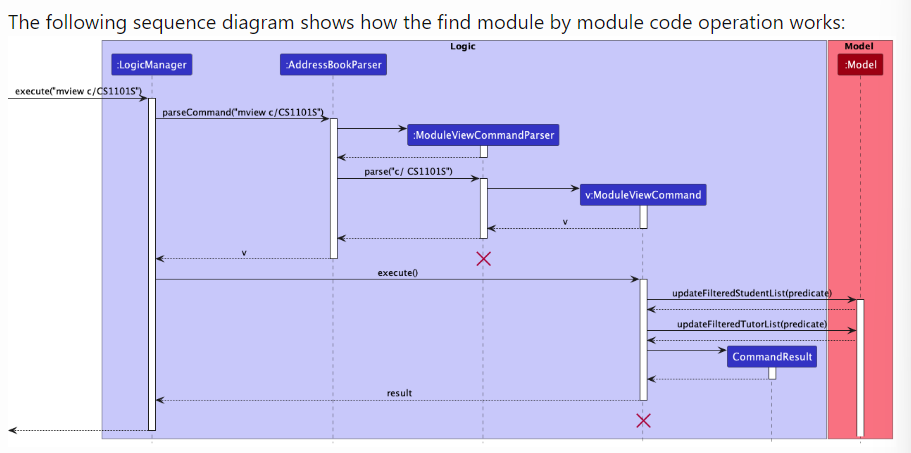 The following sequence diagram shows how the find module by module code operation works:
Logic
Model
:LogicManager
:AddressBookParser
:Model
execute("mview c/CS1101S")
parseCommand("mview c/CS1101S")
:ModuleViewCommandParser
parse("c/ CS1101S")
v:ModuleViewCommand
v
v
execute()
updateFilteredStudentList(predicate)
updateFilteredTutorList(predicate)
CommandResult
result